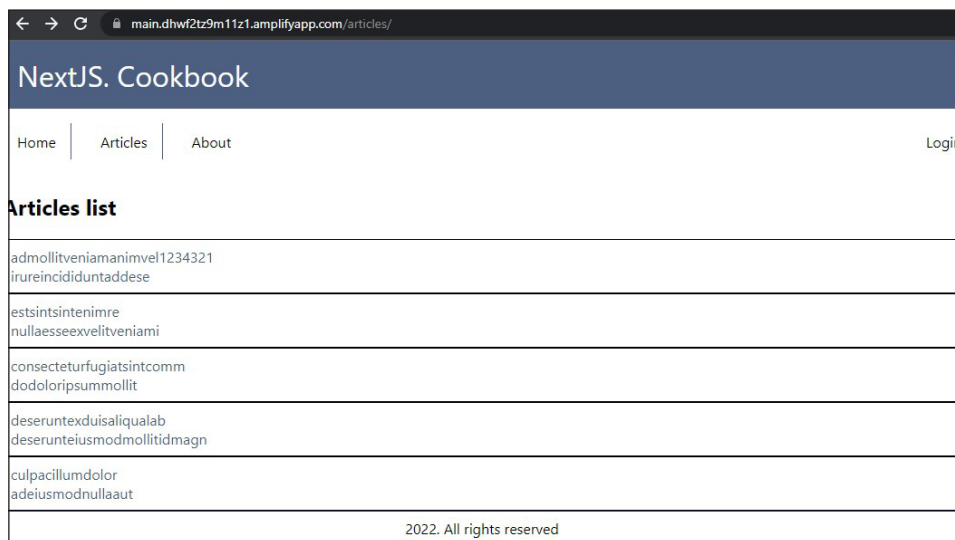 main.dhwf2tz9m11z1.amplifyapp.com/articles/
NextJS. Cookbook
Home Articles About
Articles list
admollitveniamanimvel1234321
irureincididuntaddese
estsintsintenimre
nullaesseexvelitveniami
consecteturfugiatsintcomm
dodoloripsummollit
deseruntexduisaliqualab
deserunteiusmodmollitidmagn
culpacillumdolor
adeiusmodnullaaut
2022. All rights reserved